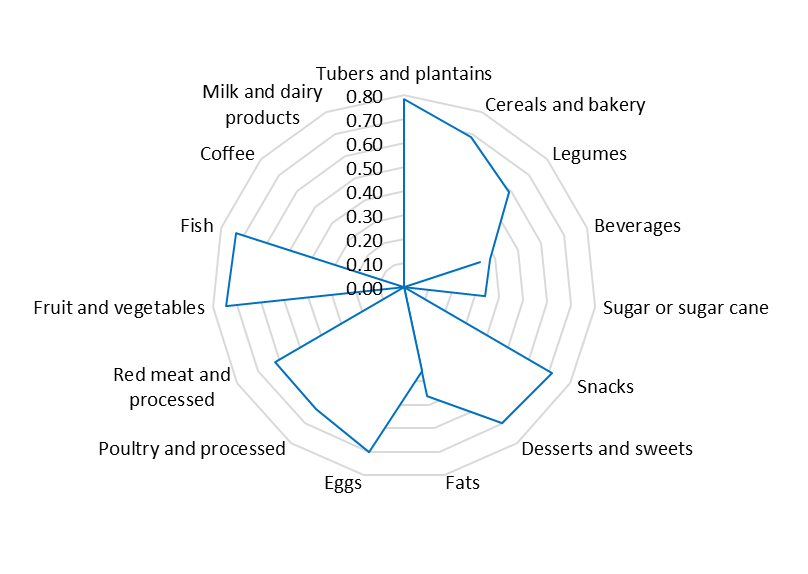 Tubers and plantains
Milk and dairy
products
0.80
Cereals and bakery
0.70
Coffee
0.60
Legumes
0.50
0.40
Fish
0.30
Beverages
0.20
0.10
0.00
Fruit and vegetables
Sugar or sugar cane
Red meat and
processed
Snacks
Poultry and processed
Desserts and sweets
Eggs
Fats